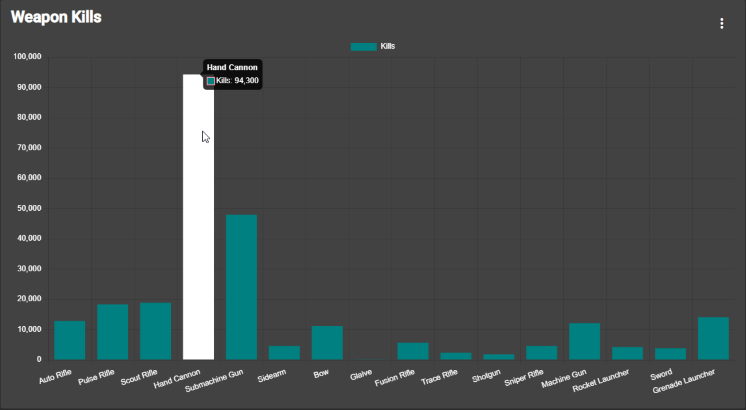 Weapon Kills
Kills
Hand Cannon
Kills: 94,300
100,000
90,000
80,000
70,000
60,000
50,000
40,000
30,000
20,000
10,000
0
Auto Rifle
Pulse Rifle
Scout Rifle
Hand Cannon
Submachine Gun
Sidearm
Bow
Glaive
Fusion Rifle
Trace Rifle
Shotgun
Sniper Rifle
Machine Gun
Rocket Launcher
Sword
Grenade Launcher